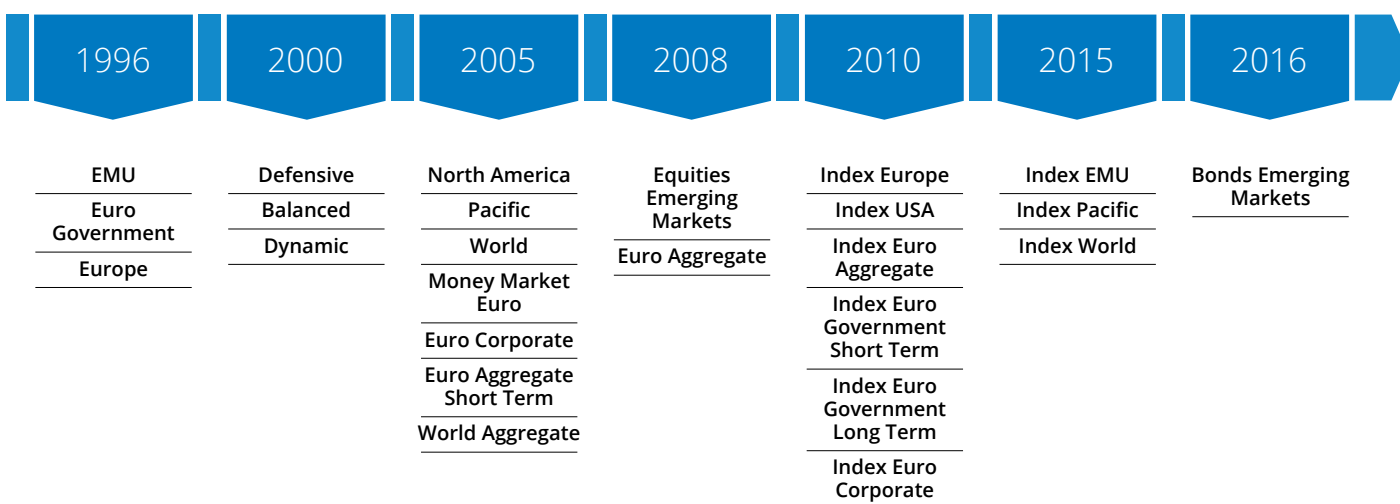 1996
2000
2005
2008
2010
2015
2016
EMU
Euro
Government
Europe
Defensive
Balanced
Dynamic
North America
Pacific
World
Money Market
Euro
Euro Corporate
Euro Aggregate
Short Term
World Aggregate
Equities
Emerging
Markets
Euro Aggregate
Index Europe
Index USA
Index Euro
Aggregate
Index Euro
Government
Short Term
Index Euro
Government
Long Term
Index Euro
Corporate
Index EMU
Index Pacific
Index World
Bonds Emerging
Markets